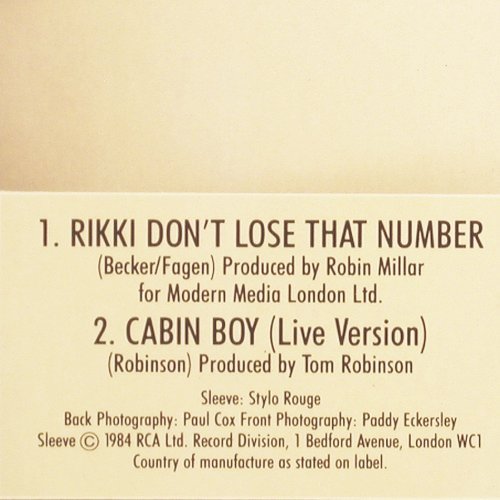 1. RIKKI DON'T LOSE THAT NUMBER
(Becker/Fagen) Produced by Robin Millar
for Modern Media London Ltd.
2. CABIN BOY (Live Version)
(Robinson) Produced by Tom Robinson
Sleeve: Stylo Rouge
Back Photography: Paul Cox Front Photography: Paddy Eckersley
Sleeve © 1984 RCA Ltd. Record Division, 1 Bedford Avenue, London WC1
Country of manufacture as stated on label.